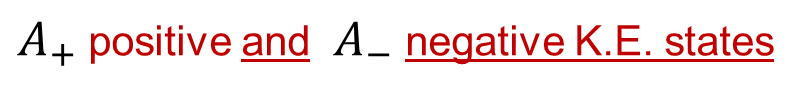 A₊ positive and A₋ negative K.E. states